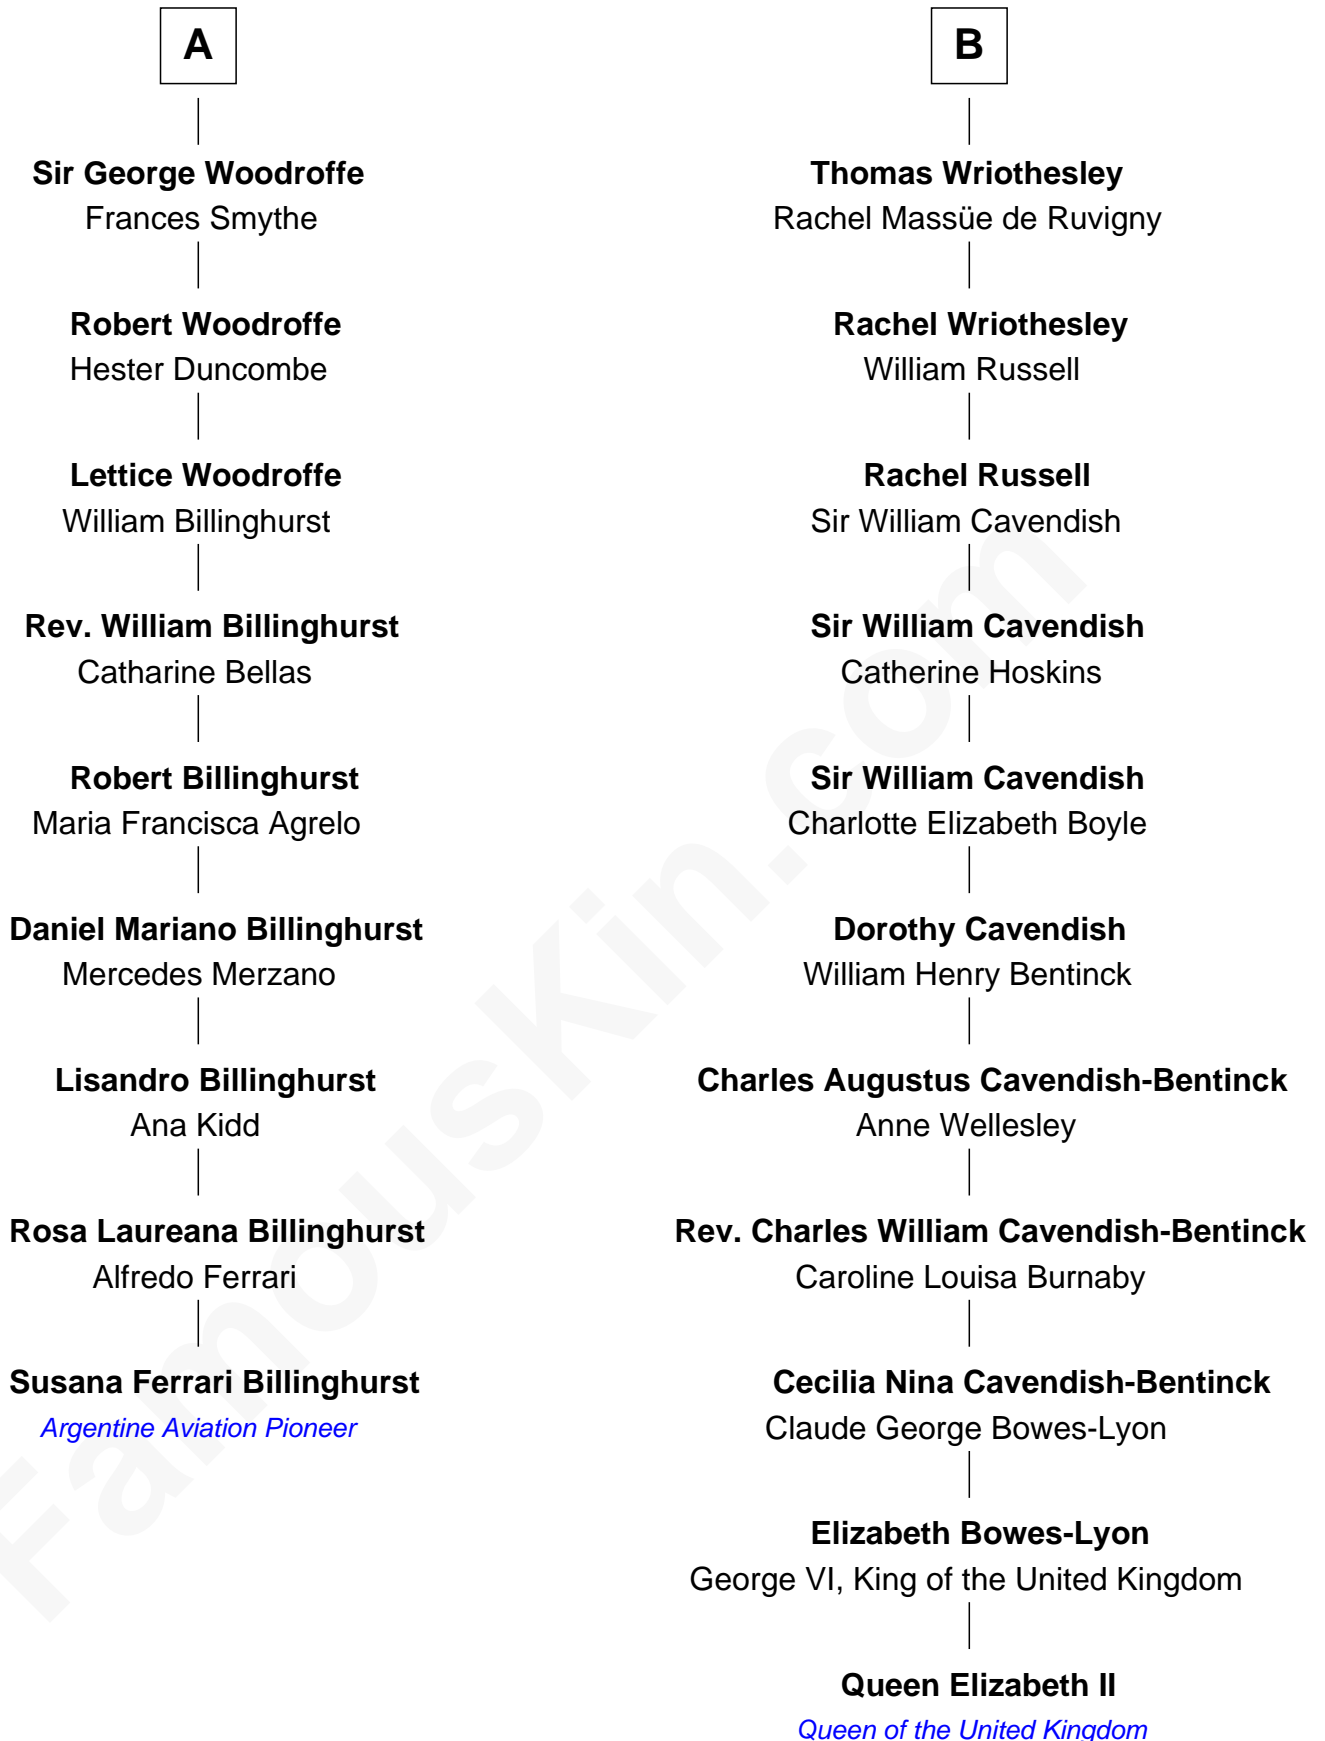 A
Sir George Woodroffe
Frances Smythe
Robert Woodroffe
Hester Duncombe
Lettice Woodroffe
William Billinghurst
Rev. William Billinghurst
Catharine Bellas
Robert Billinghurst
Maria Francisca Agrelo
Daniel Mariano Billinghurst
Mercedes Merzano
Lisandro Billinghurst
Ana Kidd
Rosa Laureana Billinghurst
Alfredo Ferrari
Susana Ferrari Billinghurst
Argentine Aviation Pioneer
B
Thomas Wriothesley
Rachel Massüe de Ruvigny
Rachel Wriothesley
William Russell
Rachel Russell
Sir William Cavendish
Sir William Cavendish
Catherine Hoskins
Sir William Cavendish
Charlotte Elizabeth Boyle
Dorothy Cavendish
William Henry Bentinck
Charles Augustus Cavendish-Bentinck
Anne Wellesley
Rev. Charles William Cavendish-Bentinck
Caroline Louisa Burnaby
Cecilia Nina Cavendish-Bentinck
Claude George Bowes-Lyon
Elizabeth Bowes-Lyon
George VI, King of the United Kingdom
Queen Elizabeth II
Queen of the United Kingdom
FamousKin.com